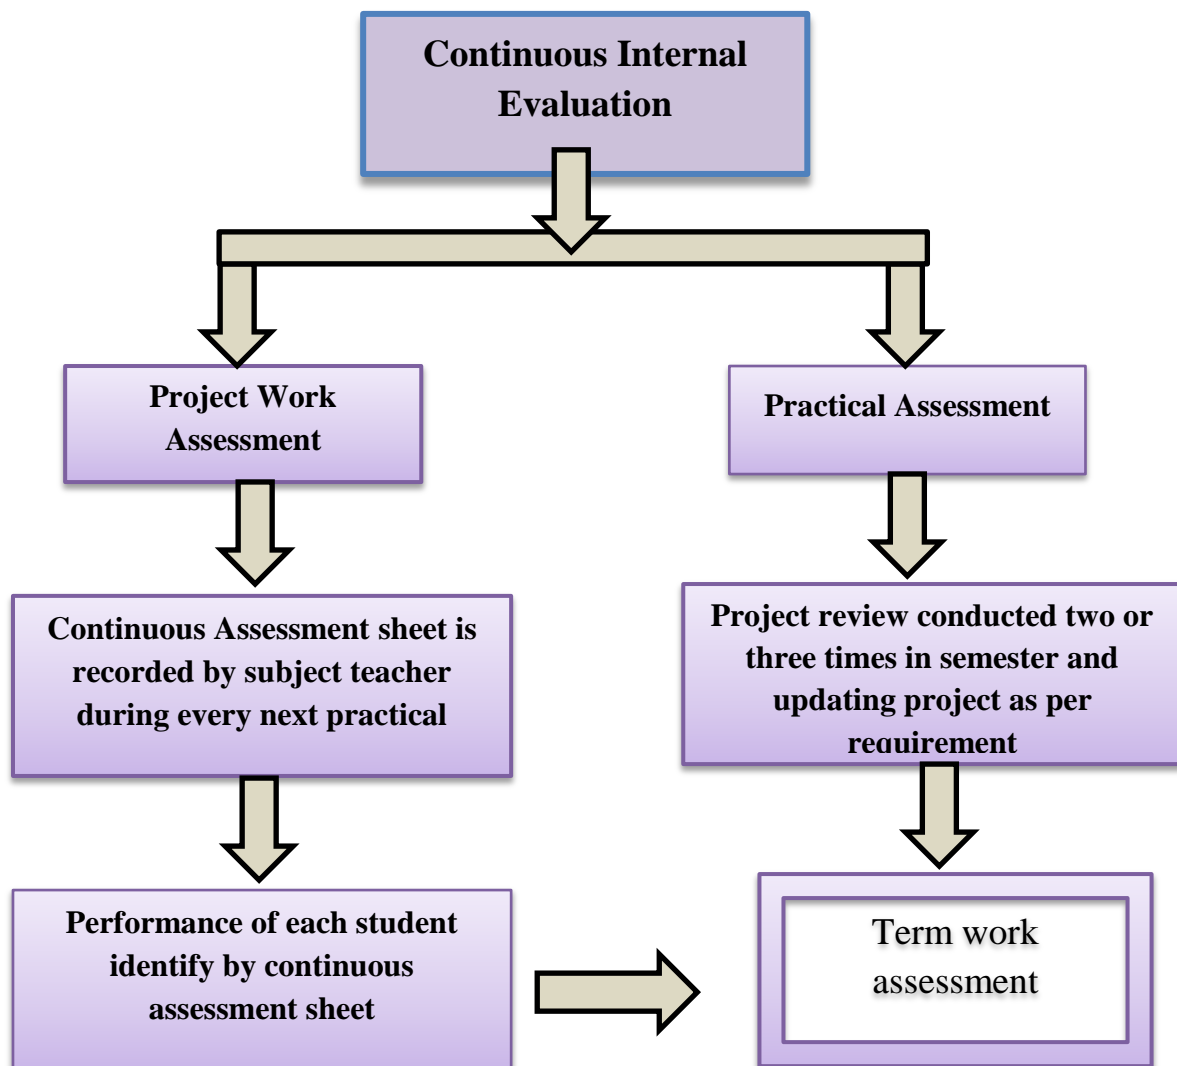 Continuous Internal
Evaluation
Project Work
Assessment
Practical Assessment
Continuous Assessment sheet is
recorded by subject teacher
during every next practical
Project review conducted two or
three times in semester and
updating project as per
requirement
Performance of each student
identify by continuous
assessment sheet
Term work
assessment